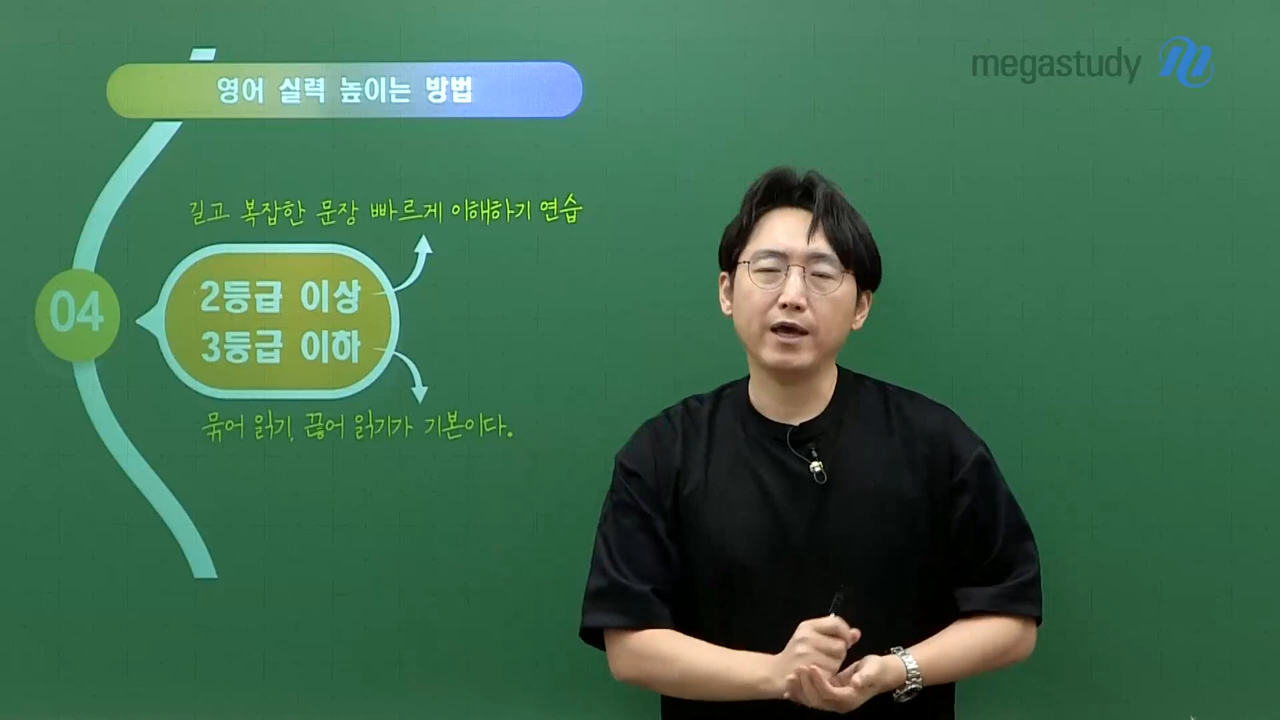 megastudy
영어 실력 높이는 방법
길고 복잡한 문장 빠르게 이해하기 연습
04
2등급 이상
3등급 이하
묶어 읽기, 끊어 읽기가 기본이다.